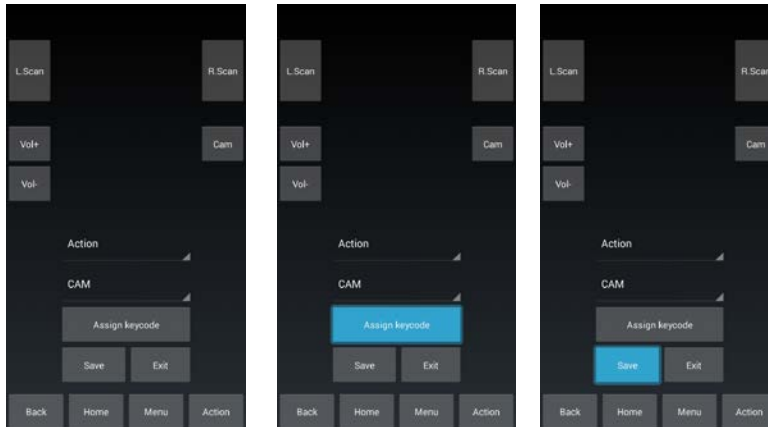 L.Scan R.Scan
Vol+ Cam
Vol-
Action
CAM
Assign keycode
Save Exit
Back Home Menu Action
L.Scan R.Scan
Vol+ Cam
Vol-
Action
CAM
Assign keycode
Save Exit
Back Home Menu Action
L.Scan R.Scan
Vol+ Cam
Vol-
Action
CAM
Assign keycode
Save Exit
Back Home Menu Action